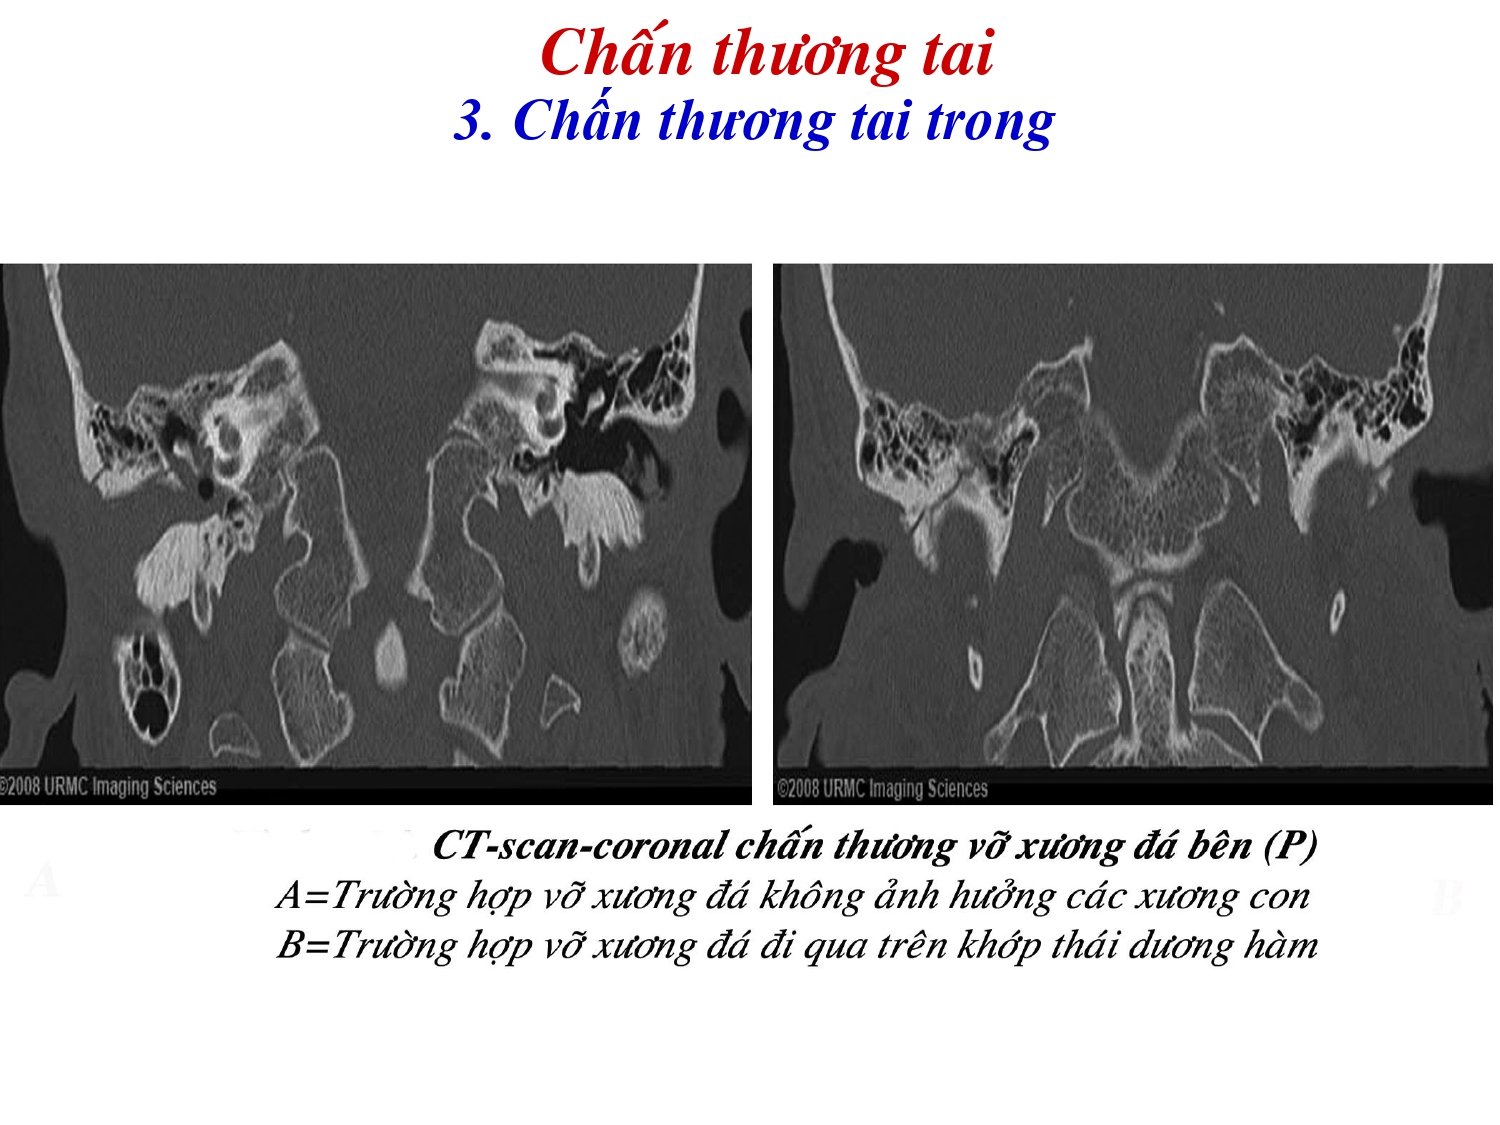 Chấn thương tai
3. Chấn thương tai trong
©2008 URMC Imaging Sciences
©2008 URMC Imaging Sciences
CT-scan-coronal chấn thương vỡ xương đá bên (P)
A
A=Trường hợp vỡ xương đá không ảnh hưởng các xương con
B
B=Trường hợp vỡ xương đá đi qua trên khớp thái dương hàm